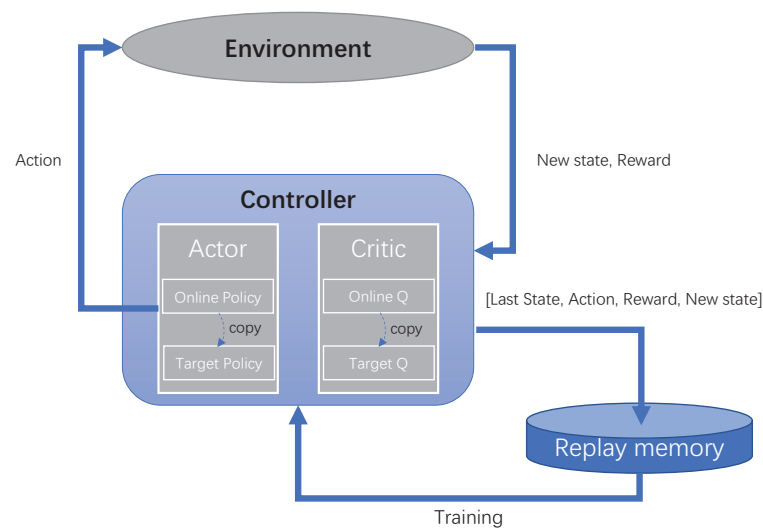 Environment
Action
New state, Reward
Controller
Actor
Critic
Online Policy
Online Q
[Last State, Action, Reward, New state]
copy
copy
Target Policy
Target Q
Replay memory
Training